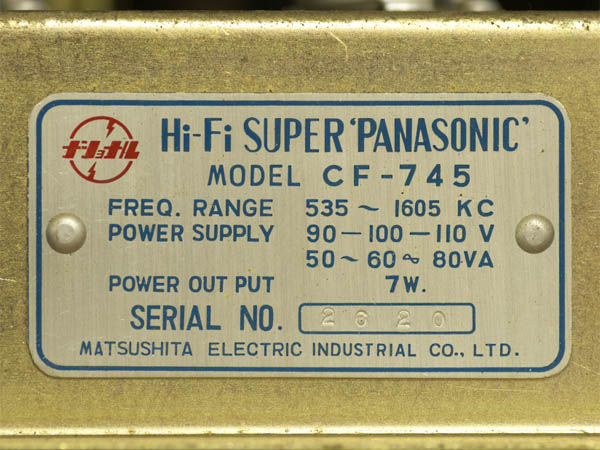 ナショナル
Hi-Fi SUPER 'PANASONIC'
MODEL CF-745
FREQ. RANGE 535 ~ 1605 KC
POWER SUPPLY 90-100-110 V
50 ~ 60 ~ 80VA
POWER OUT PUT 7W.
SERIAL NO. 2620
MATSUSHITA ELECTRIC INDUSTRIAL CO., LTD.